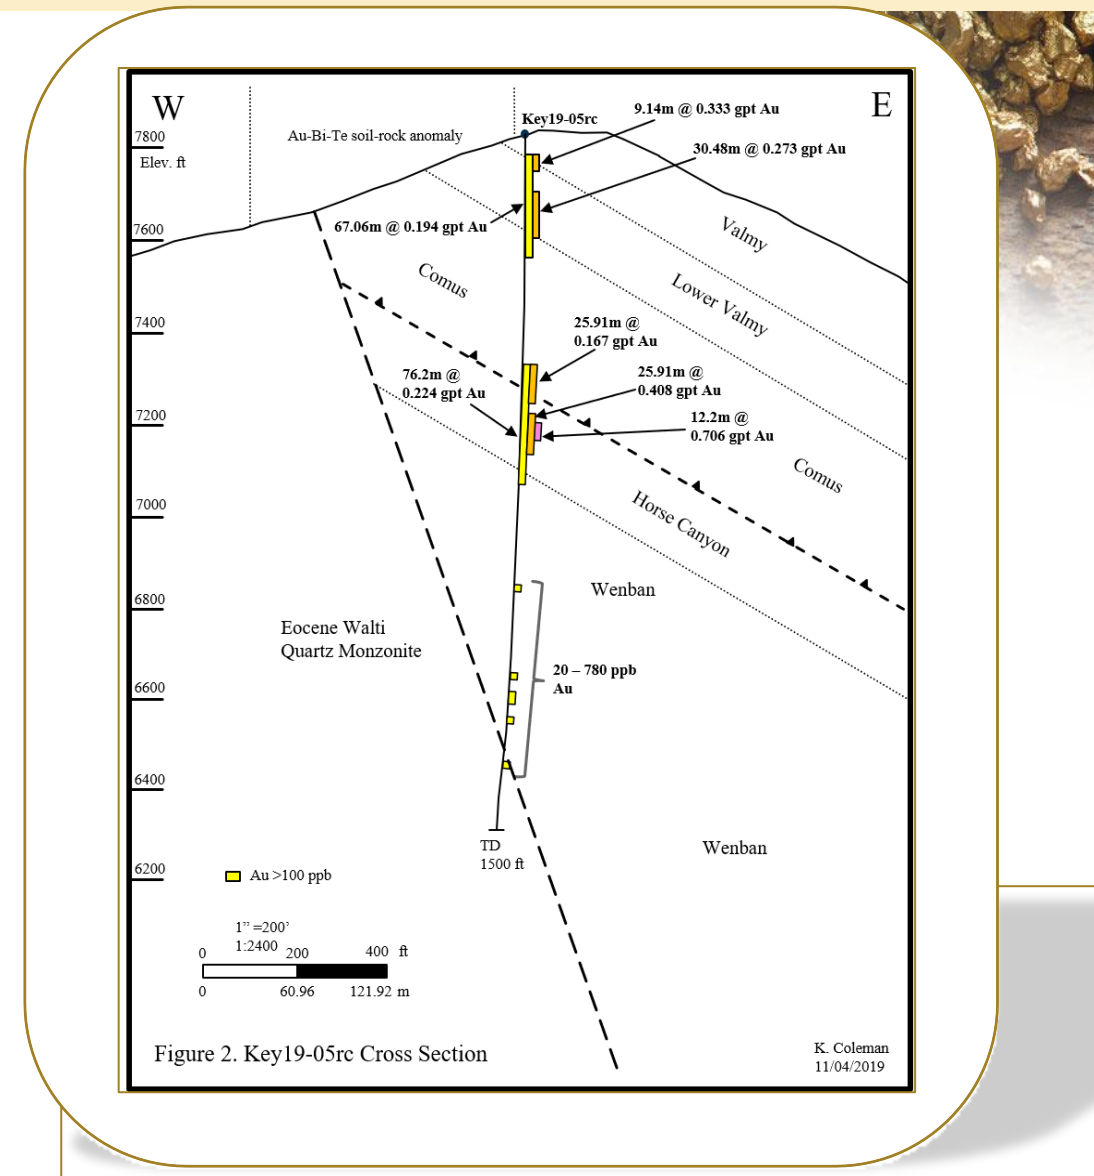 W
E
Key19-05rc
9.14m @ 0.333 gpt Au
Au-Bi-Te soil-rock anomaly
30.48m @ 0.273 gpt Au
7800
Elev. ft
67.06m @ 0.194 gpt Au
7600
Valmy
Comus
Lower Valmy
7400
25.91m @
0.167 gpt Au
76.2m @
0.224 gpt Au
25.91m @
0.408 gpt Au
12.2m @
0.706 gpt Au
7200
Comus
7000
Horse Canyon
6800
Wenban
Eocene Walti
Quartz Monzonite
20 – 780 ppb
Au
6600
6400
TD
1500 ft
Wenban
6200
Au >100 ppb
1” =200’
1:2400
0 200 400 ft
0 60.96 121.92 m
Figure 2. Key19-05rc Cross Section
K. Coleman
11/04/2019